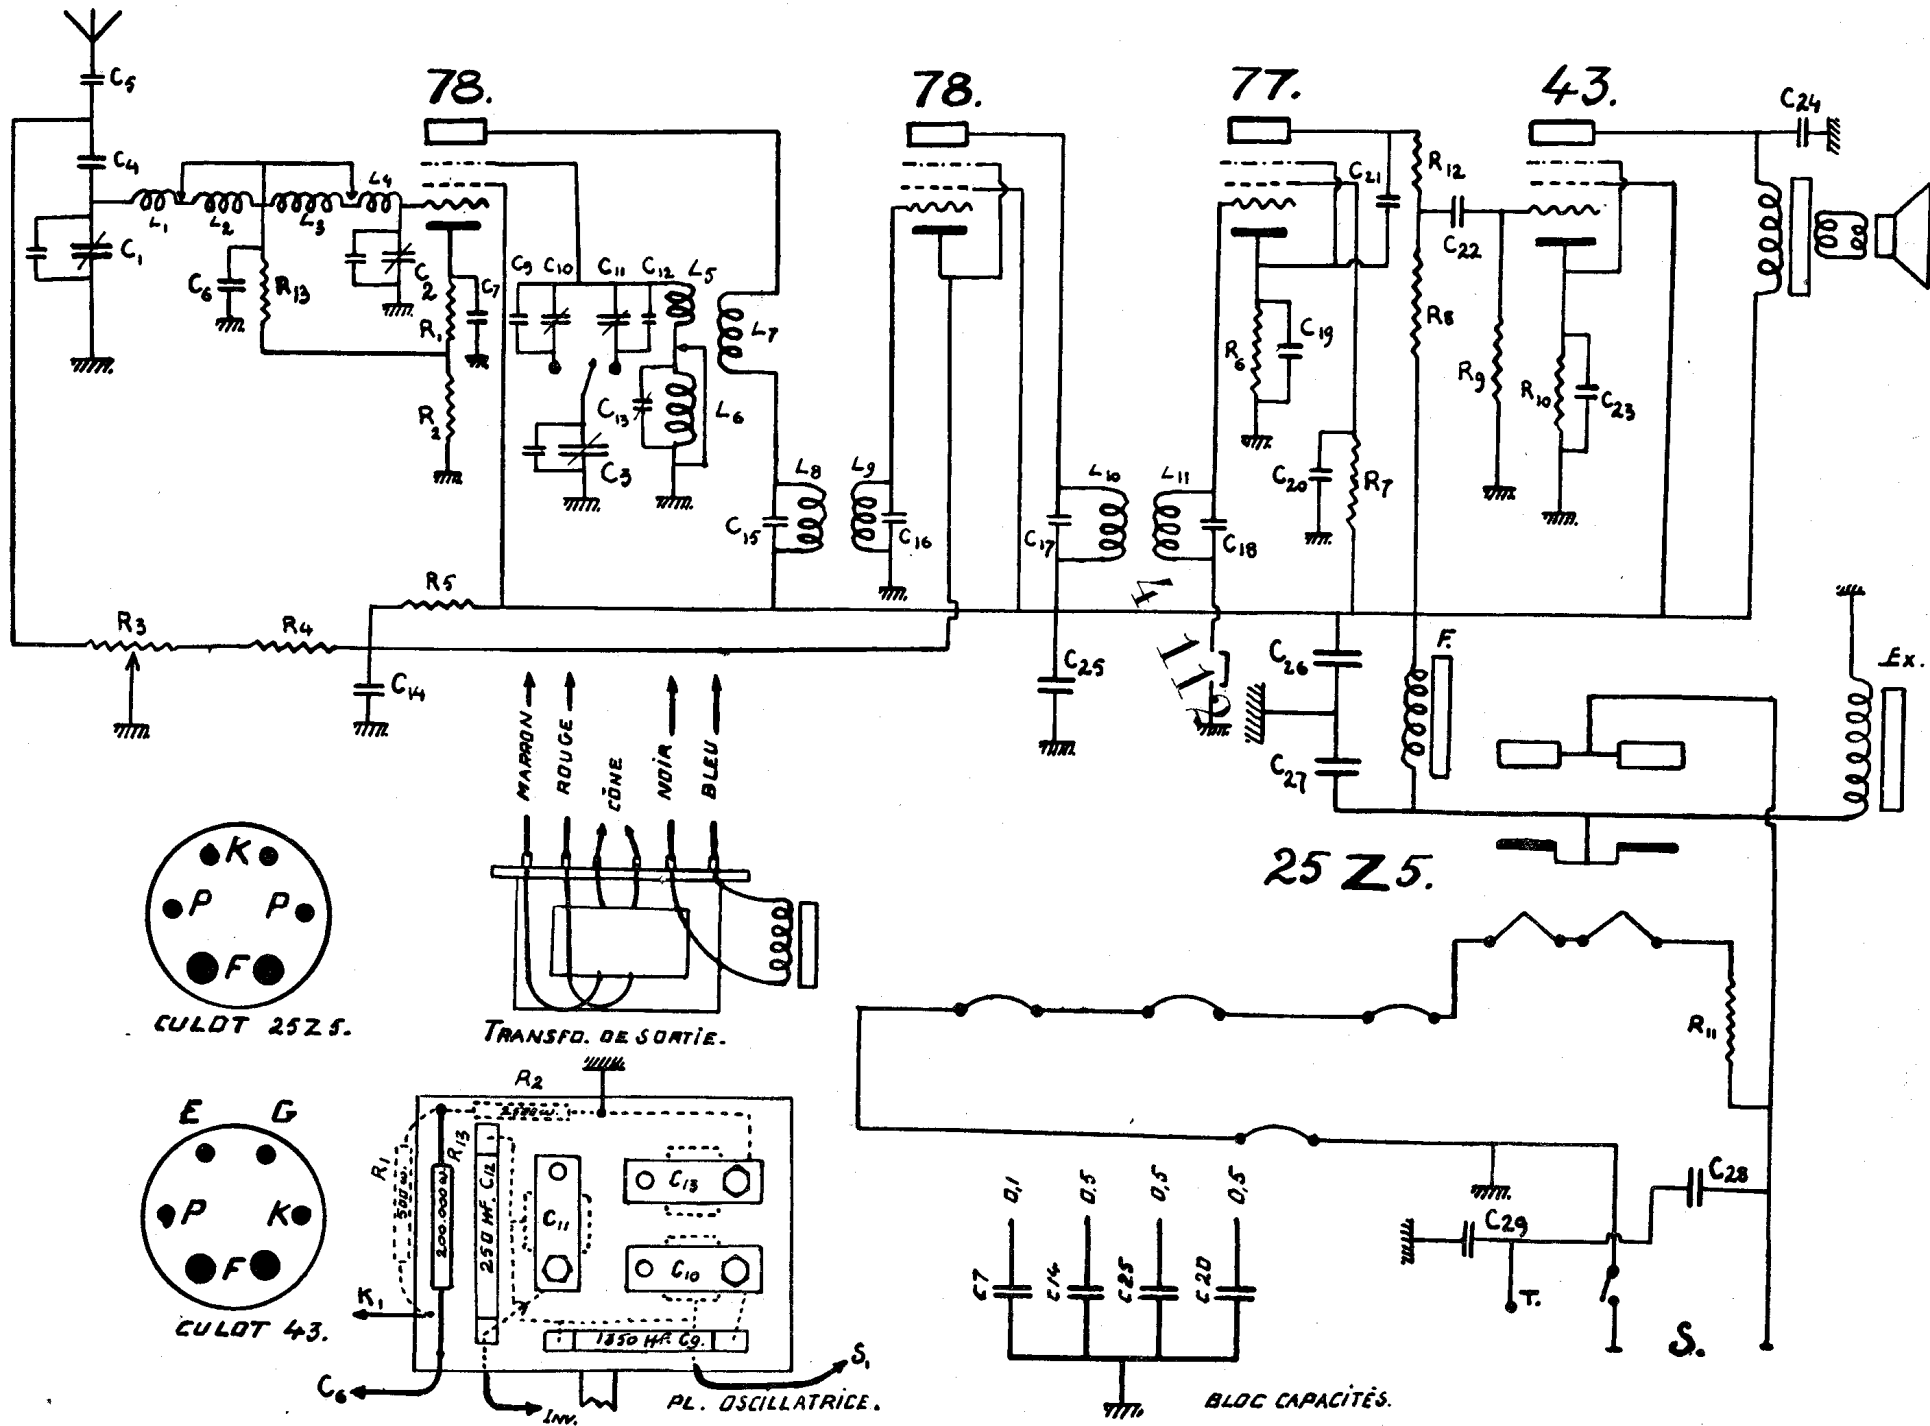 78.
78.
77.
43.
C5
C24
C4
L4
C21
R12
L1
L2
L3
C1
C22
C6
R13
C2
C7
C9
C10
C11
C12
L5
R1
L7
C19
R8
R6
R9
R10
C23
R2
C13
L6
C3
L8
L9
L10
L11
C20
R7
C15
C16
C17
C18
R5
R3
R4
C14
C25
C26
F.
Ex.
C27
MARRON
ROUGE
CÔNE
NOIR
BLEU
25Z5.
K
P P
F
CULOT 25Z5.
TRANSFO. DE SORTIE.
R11
E G
P K
F
CULOT 43.
R2
2500 W.
R1
500 W.
200.000 W
R13
250 HF. C12
C11
C13
C10
1350 HF. C9.
K1
C6
INV.
S1
PL. OSCILLATRICE.
0,1 0,5 0,5 0,5
C7 C14 C25 C20
BLOC CAPACITÉS.
C28
C29
T.
S.